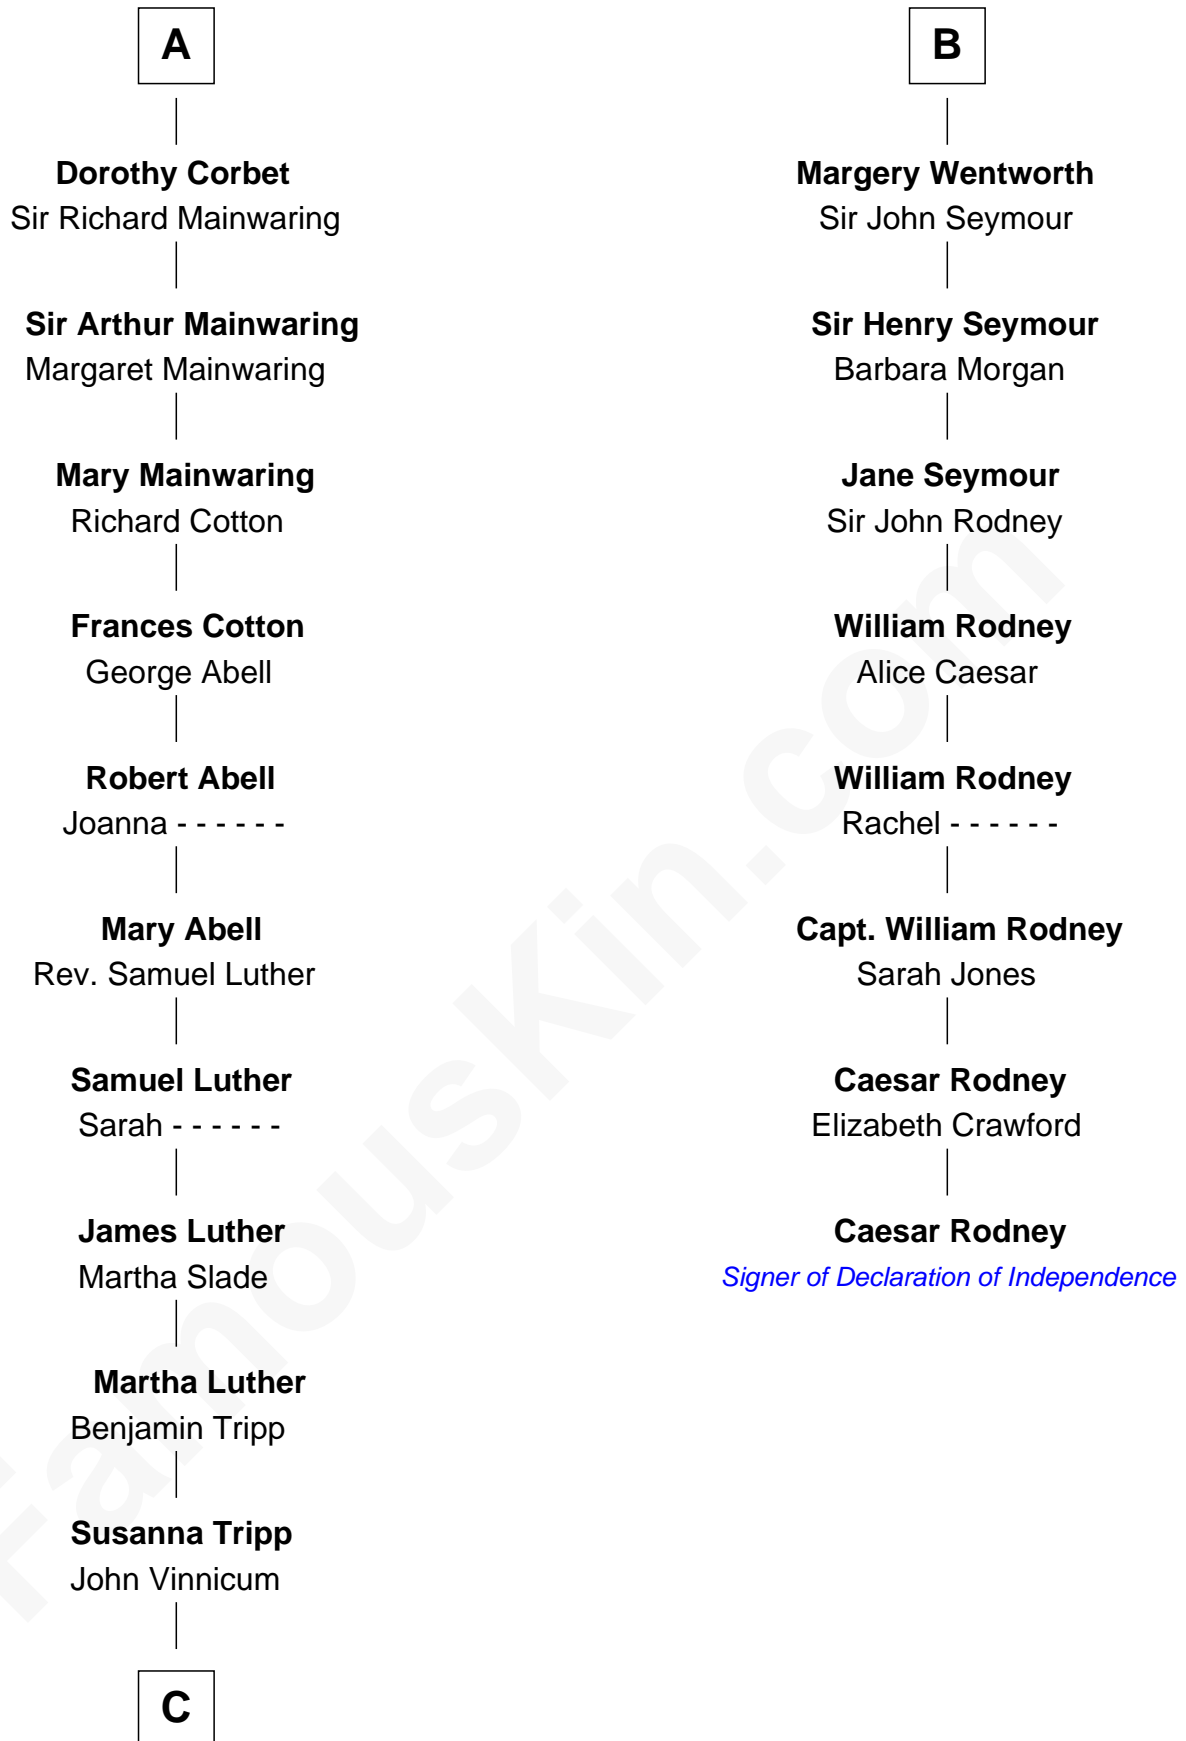 A
Dorothy Corbet
Sir Richard Mainwaring
Sir Arthur Mainwaring
Margaret Mainwaring
Mary Mainwaring
Richard Cotton
Frances Cotton
George Abell
Robert Abell
Joanna - - - - - -
Mary Abell
Rev. Samuel Luther
Samuel Luther
Sarah - - - - - -
James Luther
Martha Slade
Martha Luther
Benjamin Tripp
Susanna Tripp
John Vinnicum
C
B
Margery Wentworth
Sir John Seymour
Sir Henry Seymour
Barbara Morgan
Jane Seymour
Sir John Rodney
William Rodney
Alice Caesar
William Rodney
Rachel - - - - - -
Capt. William Rodney
Sarah Jones
Caesar Rodney
Elizabeth Crawford
Caesar Rodney
Signer of Declaration of Independence
FamousKin.com